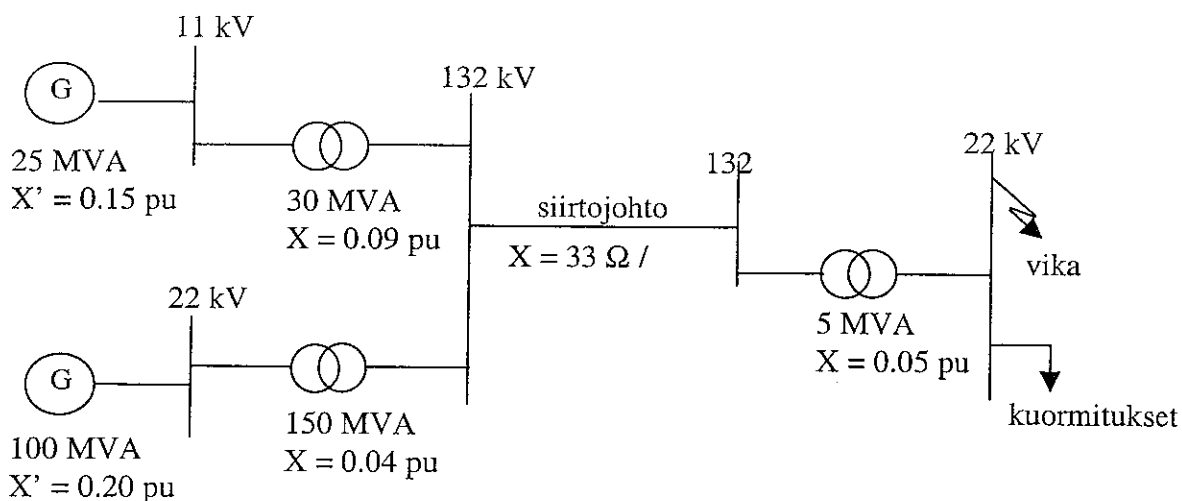 11 kV
G
25 MVA
X' = 0.15 pu
30 MVA
X = 0.09 pu
132 kV
siirtojohto
X = 33 Ω /
132
22 kV
vika
5 MVA
X = 0.05 pu
kuormitukset
22 kV
G
100 MVA
X' = 0.20 pu
150 MVA
X = 0.04 pu